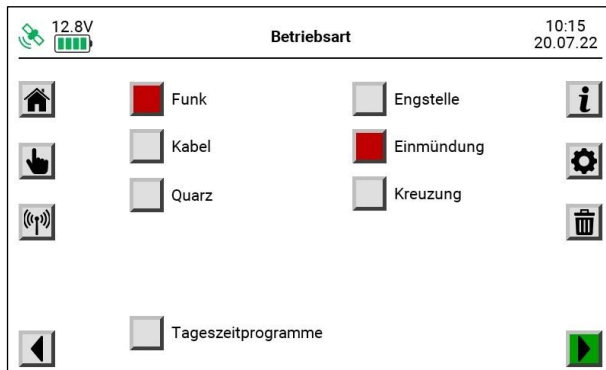 12.8V
Betriebsart
10:15
20.07.22
Funk
Engstelle
Kabel
Einmündung
Quarz
Kreuzung
Tageszeitprogramme